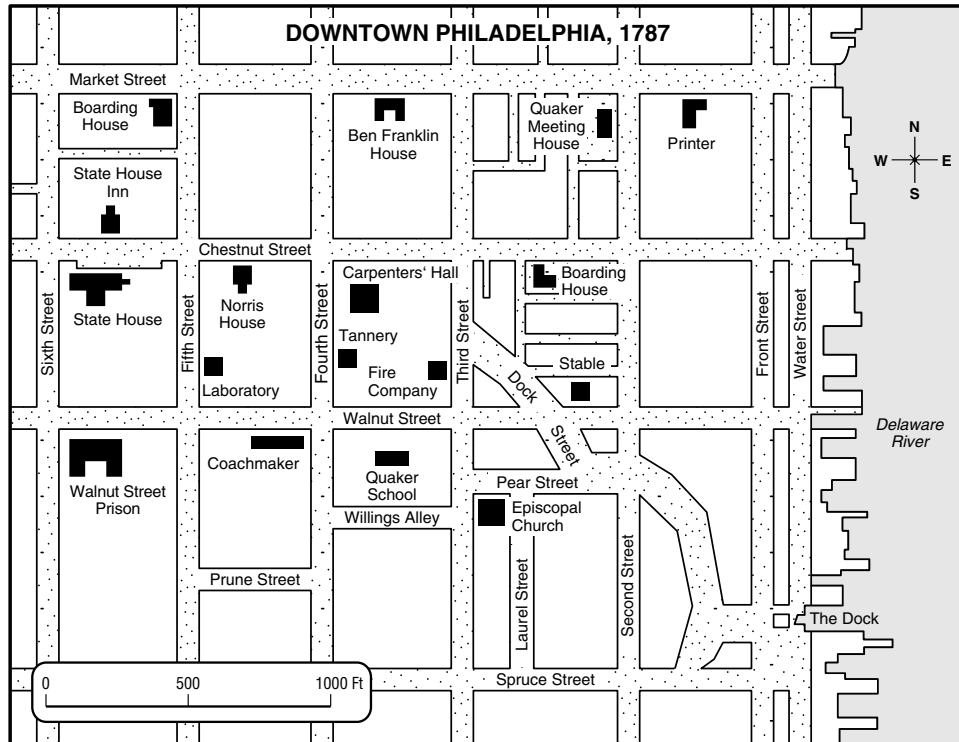 DOWNTOWN PHILADELPHIA, 1787
Market Street
Boarding
House
Ben Franklin
House
Quaker
Meeting
House
Printer
N
W
E
S
State House
Inn
Chestnut Street
State House
Norris
House
Carpenters' Hall
Boarding
House
Tannery
Fire
Company
Laboratory
Stable
Sixth Street
Fifth Street
Fourth Street
Third Street
Dock
Street
Front Street
Water Street
Walnut Street
Delaware
River
Walnut Street
Prison
Coachmaker
Quaker
School
Pear Street
Willings Alley
Episcopal
Church
Prune Street
Laurel Street
Second Street
The Dock
Spruce Street
0
500
1000 Ft